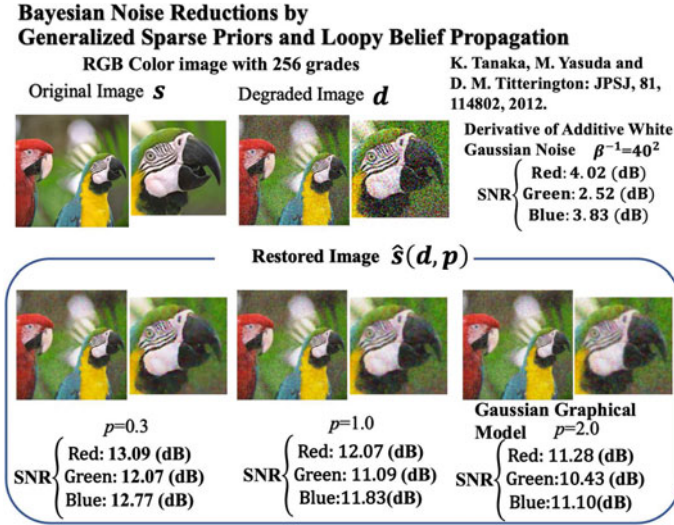 Bayesian Noise Reductions by
Generalized Sparse Priors and Loopy Belief Propagation
RGB Color image with 256 grades
K. Tanaka, M. Yasuda and
D. M. Titterington: JPSJ, 81,
114802, 2012.
Original Image s
Degraded Image d
Derivative of Additive White
Gaussian Noise β⁻¹=40²
SNR
Red: 4.02 (dB)
Green: 2.52 (dB)
Blue: 3.83 (dB)
Restored Image ŝ(d, p)
p=0.3
SNR
Red: 13.09 (dB)
Green: 12.07 (dB)
Blue: 12.77 (dB)
p=1.0
SNR
Red: 12.07 (dB)
Green: 11.09 (dB)
Blue:11.83(dB)
Gaussian Graphical
Model p=2.0
SNR
Red: 11.28 (dB)
Green:10.43 (dB)
Blue:11.10(dB)